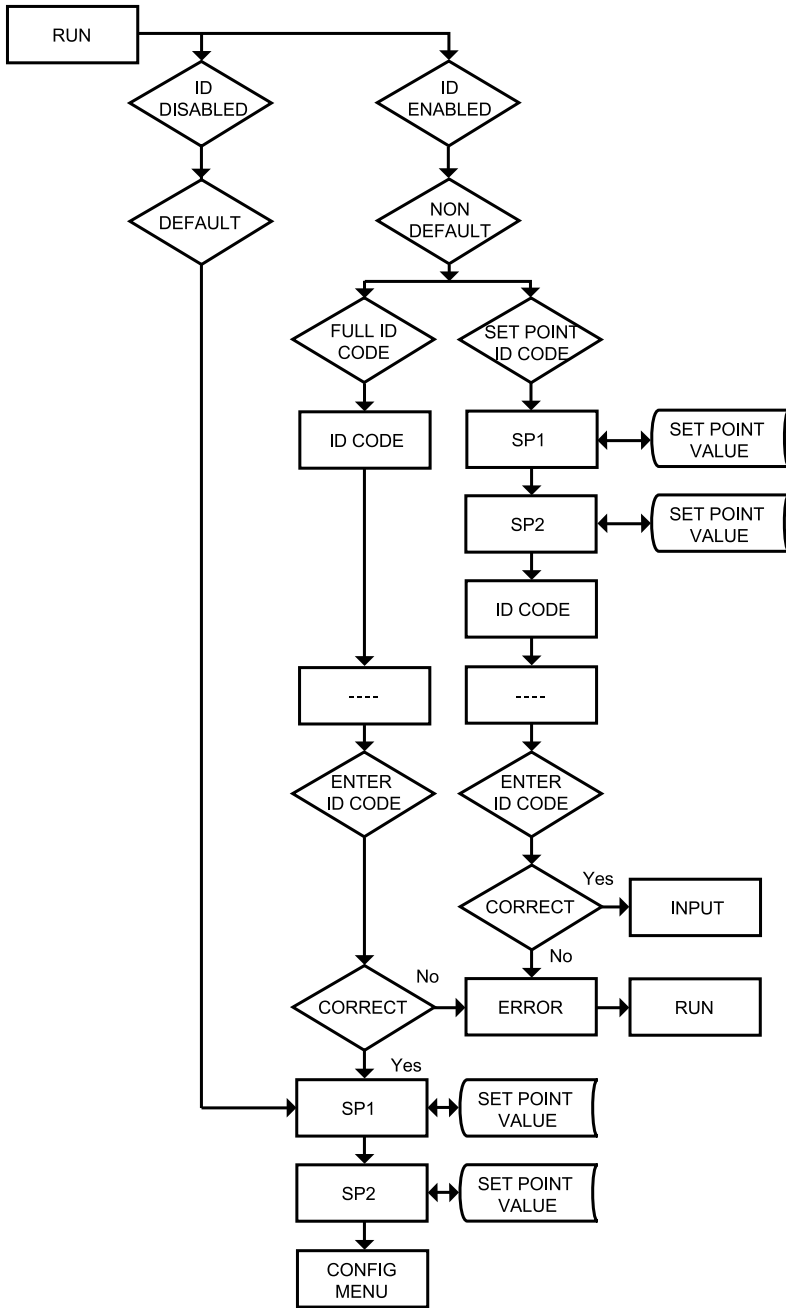 RUN
ID
DISABLED
ID
ENABLED
DEFAULT
NON
DEFAULT
FULL ID
CODE
SET POINT
ID CODE
ID CODE
SP1
SET POINT
VALUE
SP2
SET POINT
VALUE
ID CODE
----
----
ENTER
ID CODE
ENTER
ID CODE
CORRECT
Yes
INPUT
No
CORRECT
No
ERROR
RUN
Yes
SP1
SET POINT
VALUE
SP2
SET POINT
VALUE
CONFIG
MENU